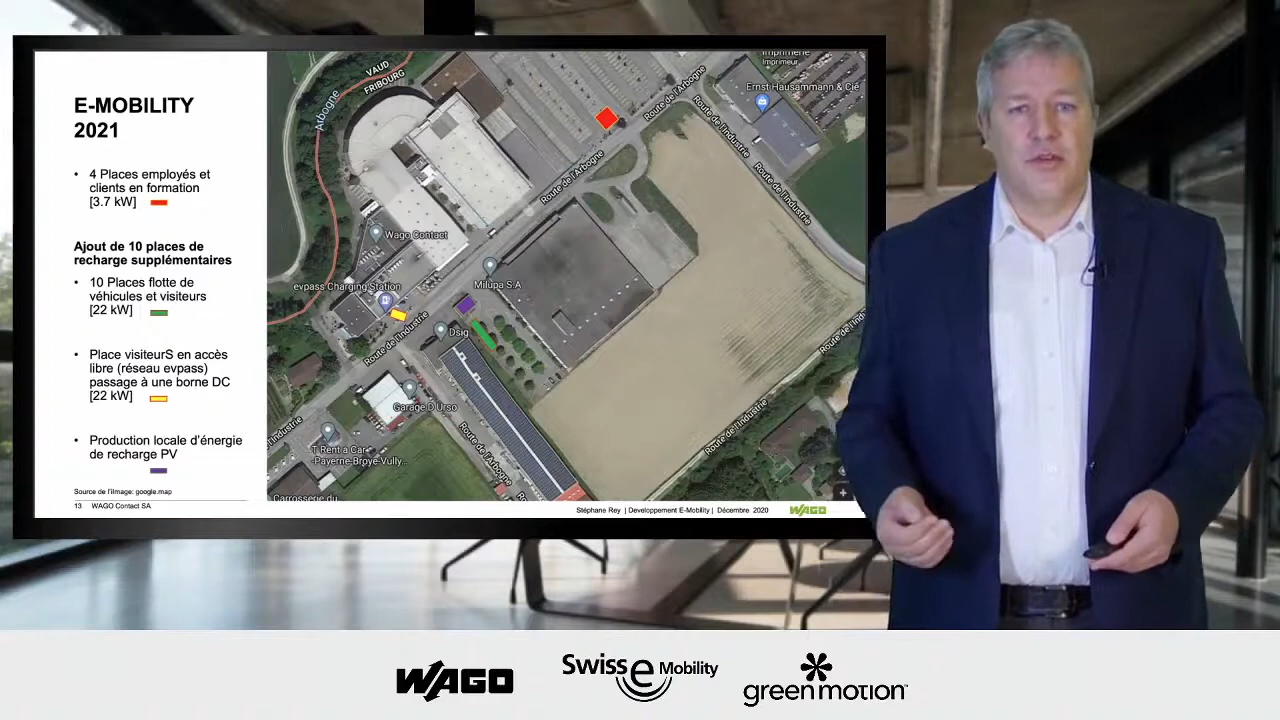 E-MOBILITY
2021
• 4 Places employés et
clients en formation
[3.7 kW]
Ajout de 10 places de
recharge supplémentaires
• 10 Places flotte de
véhicules et visiteurs
[22 kW]
• Place visiteurS en accès
libre (réseau evpass)
passage à une borne DC
[22 kW]
• Production locale d'énergie
de recharge PV
Source de l'iImage: google.map
13 WAGO Contact SA
Stéphane Rey | Developpement E-Mobility | Décembre 2020
WAGO
VAUD
FRIBOURG
Arbogne
Imprimerie
Imprimeur
Ernst Hausammann & Cie
Route de l'Arbogne
Route de l'Industrie
Route de l'Arbogne
Route de l'Industrie
Wago Contact
Milupa S.A
evpass Charging Station
Dsig
Route de l'Industrie
Garage D'Urso
Route de l'Arbogne
Route de l'Industrie
Route de l'Ind
l'Industrie
T Rent a Car
-Payerne-Broye-Vully...
Carrosserie du
WAGO
Swiss e Mobility
green motion